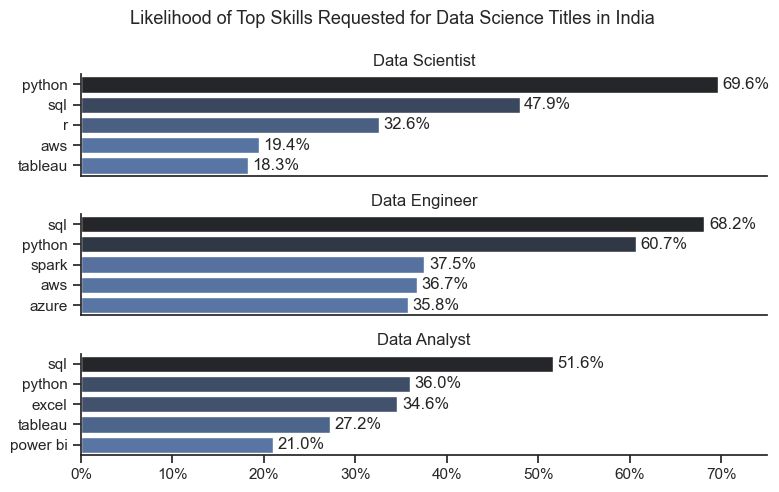 Likelihood of Top Skills Requested for Data Science Titles in India
Data Scientist
python 69.6%
sql 47.9%
r 32.6%
aws 19.4%
tableau 18.3%
Data Engineer
sql 68.2%
python 60.7%
spark 37.5%
aws 36.7%
azure 35.8%
Data Analyst
sql 51.6%
python 36.0%
excel 34.6%
tableau 27.2%
power bi 21.0%
0% 10% 20% 30% 40% 50% 60% 70%